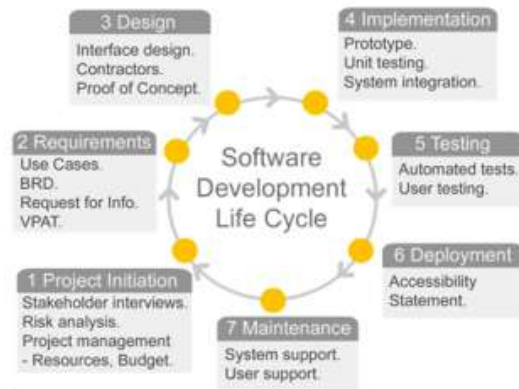 3 Design
Interface design.
Contractors.
Proof of Concept.
4 Implementation
Prototype.
Unit testing.
System integration.
2 Requirements
Use Cases.
BRD.
Request for Info.
VPAT.
Software
Development
Life Cycle
5 Testing
Automated tests.
User testing.
1 Project Initiation
Stakeholder interviews.
Risk analysis.
Project management
- Resources, Budget.
6 Deployment
Accessibility
Statement.
7 Maintenance
System support.
User support.